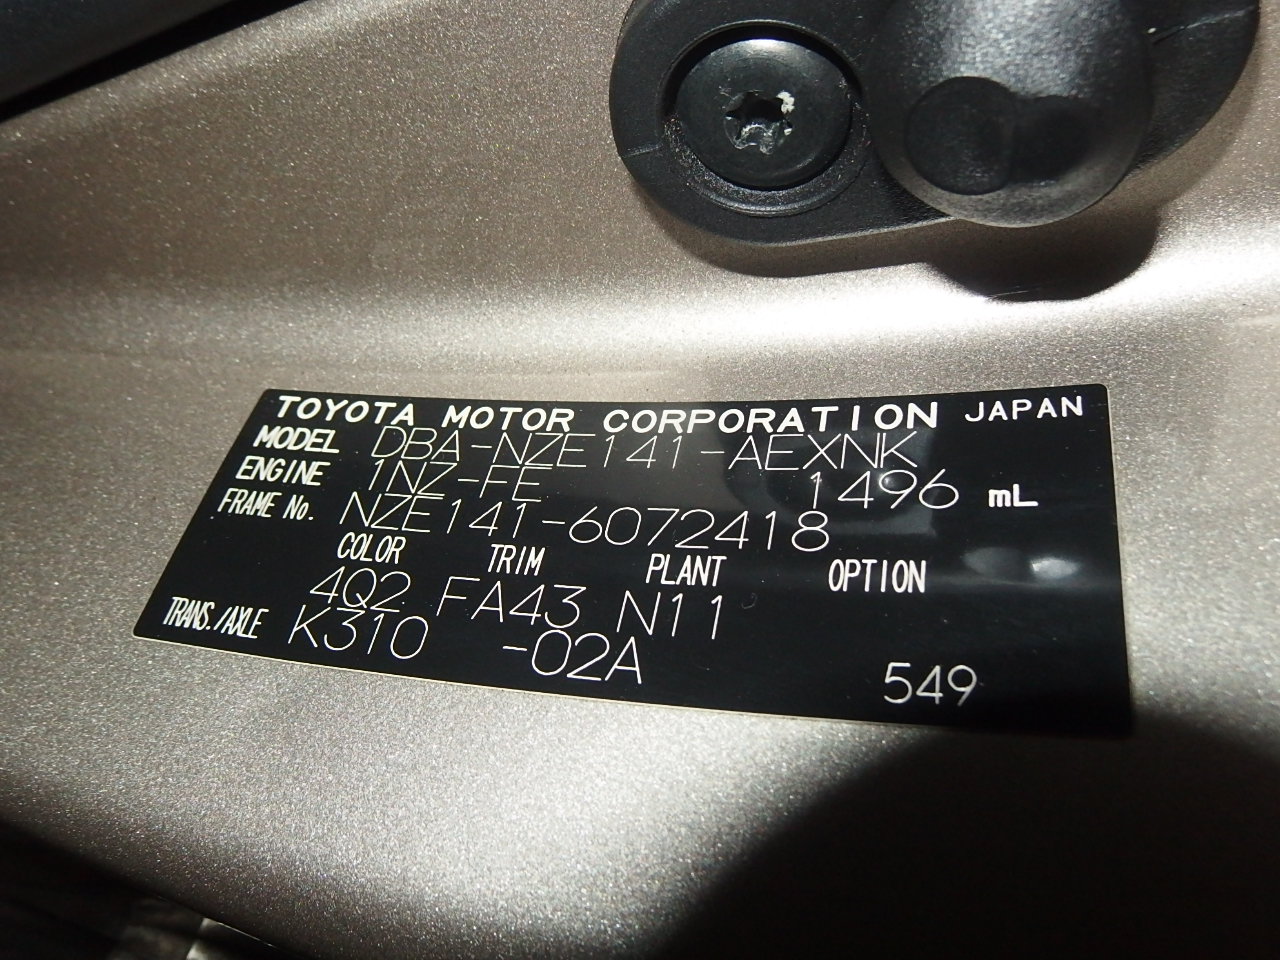 TOYOTA MOTOR CORPORATION JAPAN
MODEL DBA-NZE141-AEXNK
ENGINE 1NZ-FE 1496 mL
FRAME No. NZE141-6072418
COLOR TRIM PLANT OPTION
4Q2 FA43 N11
TRANS./AXLE K310 -02A
549